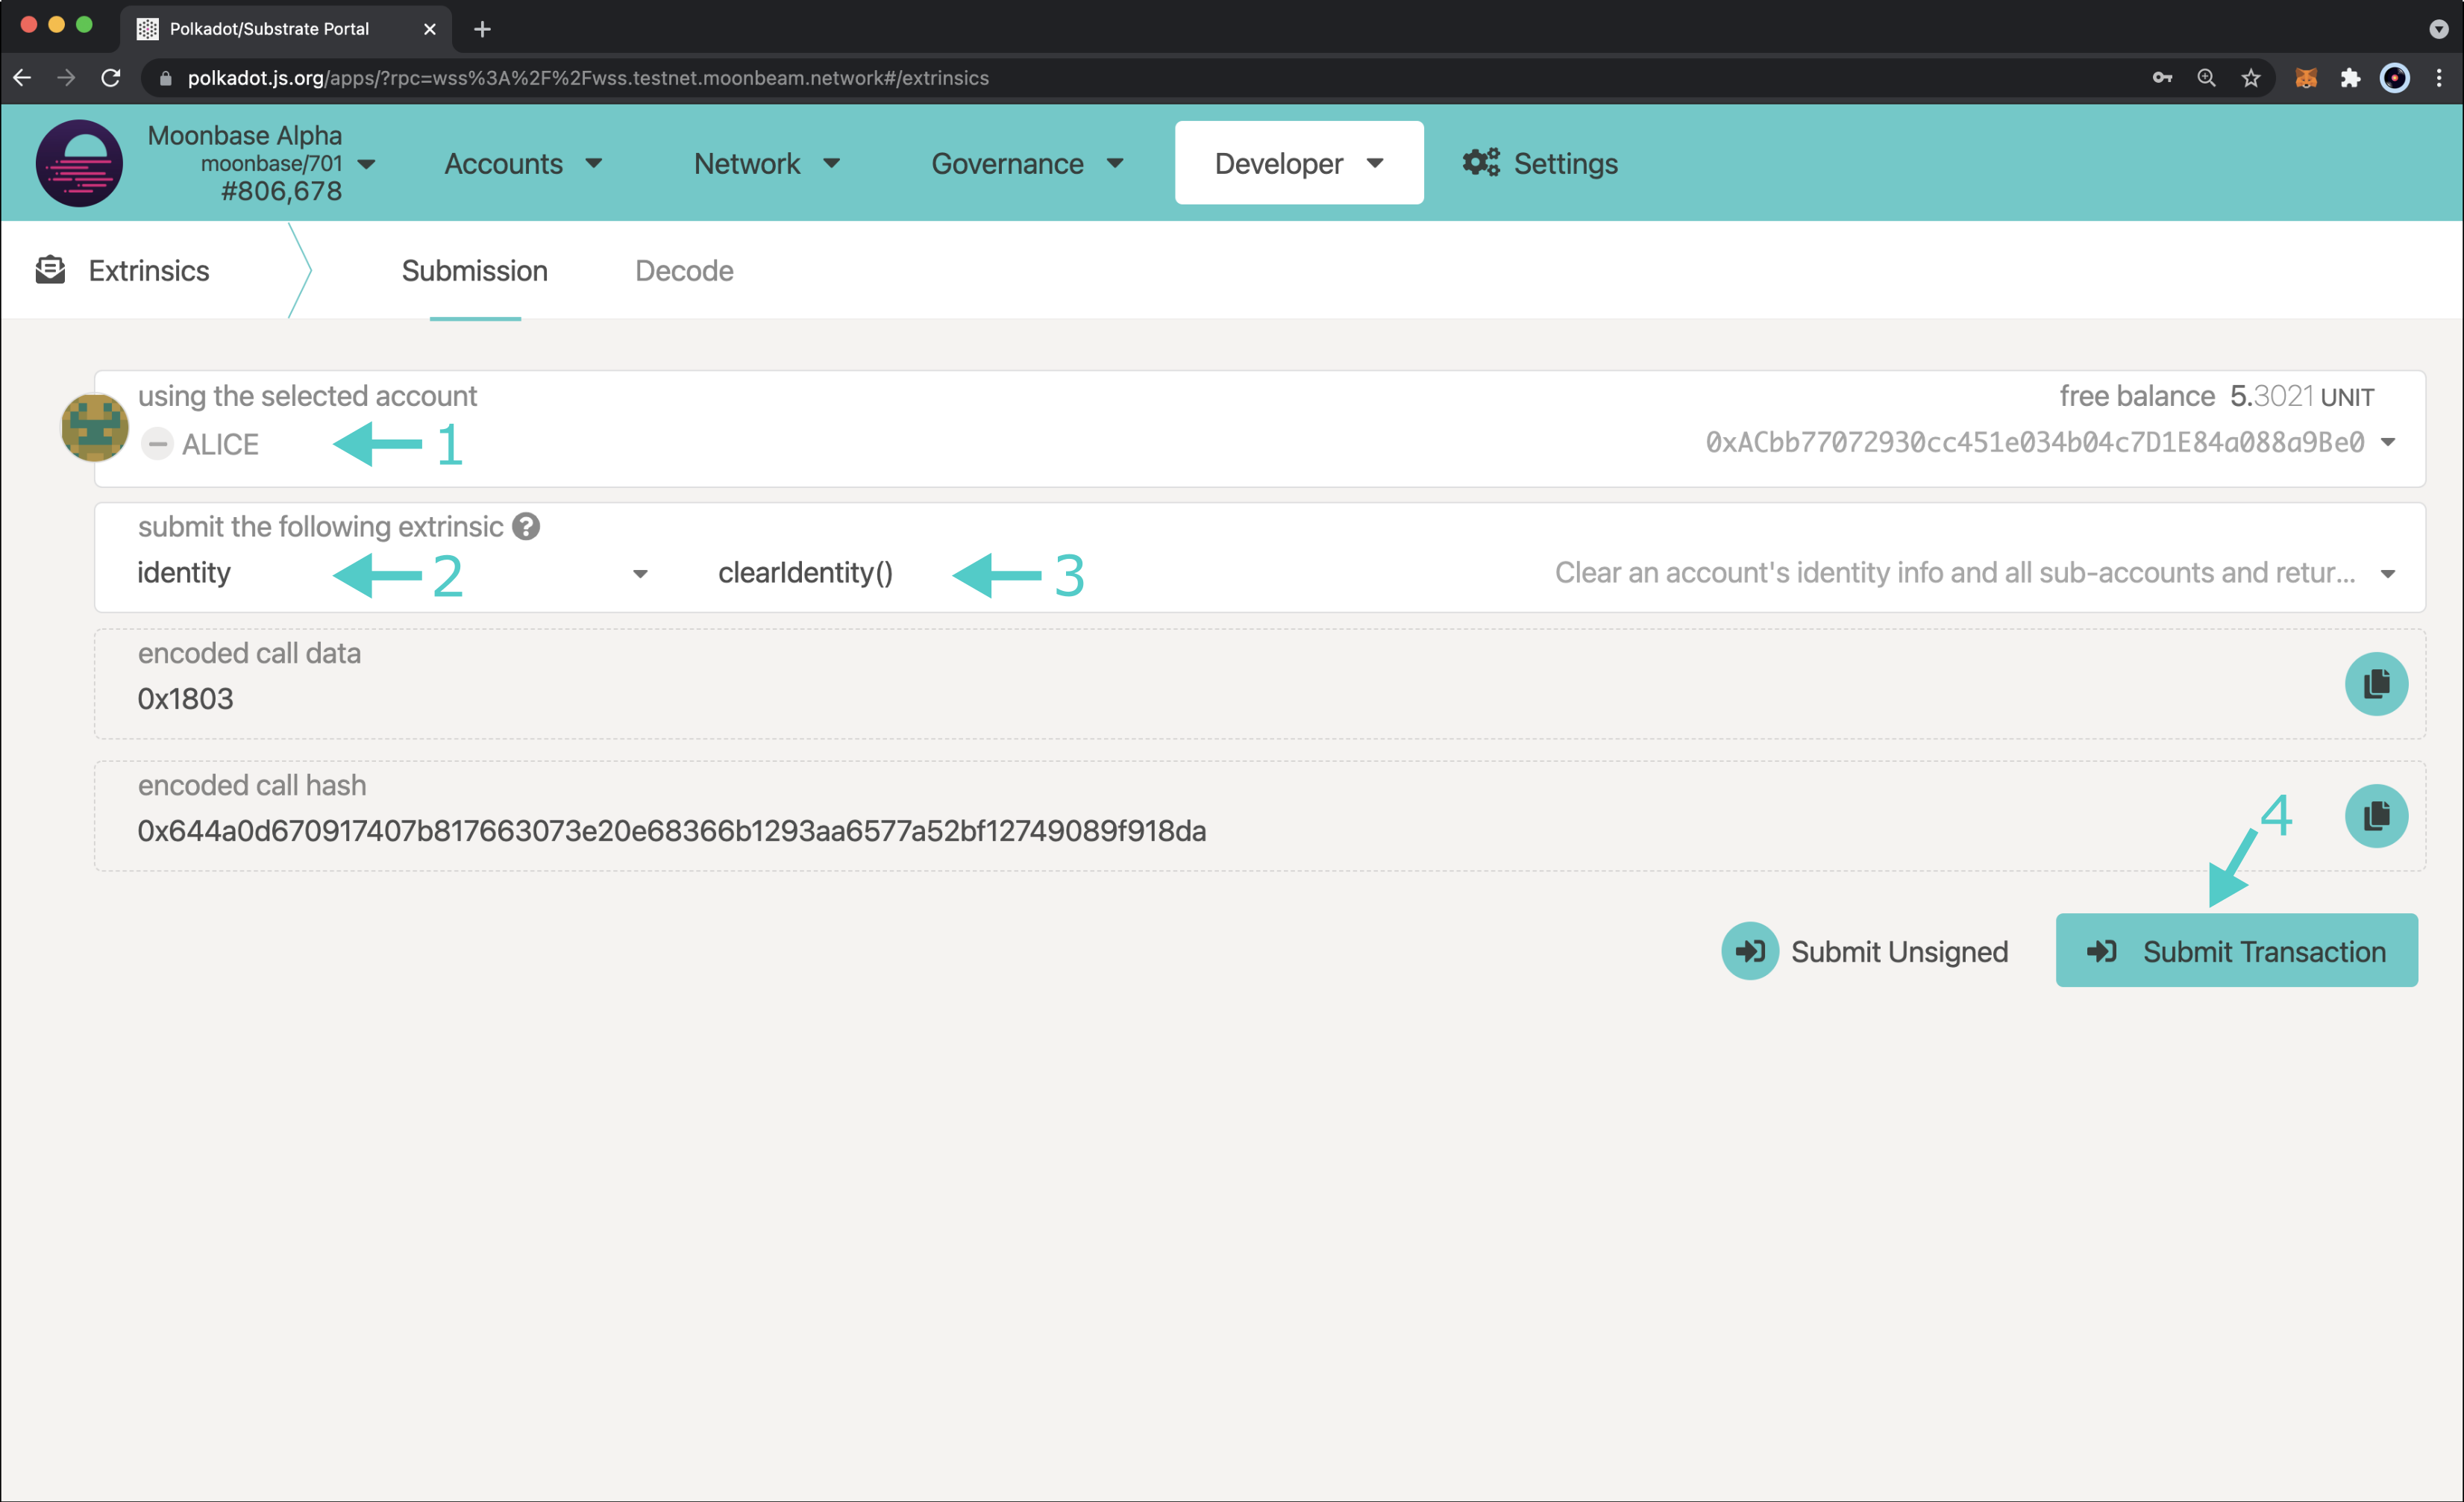 Polkadot/Substrate Portal
polkadot.js.org/apps/?rpc=wss%3A%2F%2Fwss.testnet.moonbeam.network#/extrinsics
Moonbase Alpha
moonbase/701
#806,678
Accounts
Network
Governance
Developer
Settings
Extrinsics
Submission
Decode
using the selected account
free balance 5.3021 UNIT
ALICE
1
0xACbb77072930cc451e034b04c7D1E84a088a9Be0
submit the following extrinsic
identity
2
clearIdentity()
3
Clear an account's identity info and all sub-accounts and retur...
encoded call data
0x1803
encoded call hash
0x644a0d670917407b817663073e20e68366b1293aa6577a52bf12749089f918da
4
Submit Unsigned
Submit Transaction